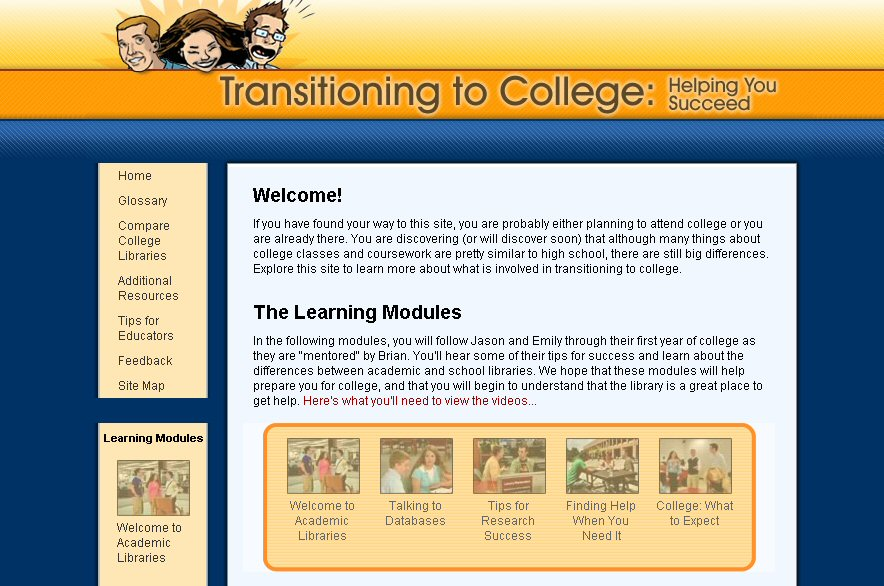 Transitioning to College: Helping You
Succeed
Home
Glossary
Compare
College
Libraries
Additional
Resources
Tips for
Educators
Feedback
Site Map
Learning Modules
Welcome to
Academic
Libraries
Welcome!
If you have found your way to this site, you are probably either planning to attend college or you
are already there. You are discovering (or will discover soon) that although many things about
college classes and coursework are pretty similar to high school, there are still big differences.
Explore this site to learn more about what is involved in transitioning to college.
The Learning Modules
In the following modules, you will follow Jason and Emily through their first year of college as
they are "mentored" by Brian. You'll hear some of their tips for success and learn about the
differences between academic and school libraries. We hope that these modules will help
prepare you for college, and that you will begin to understand that the library is a great place to
get help. Here's what you'll need to view the videos...
Welcome to
Academic
Libraries
Talking to
Databases
Tips for
Research
Success
Finding Help
When You
Need It
College: What
to Expect